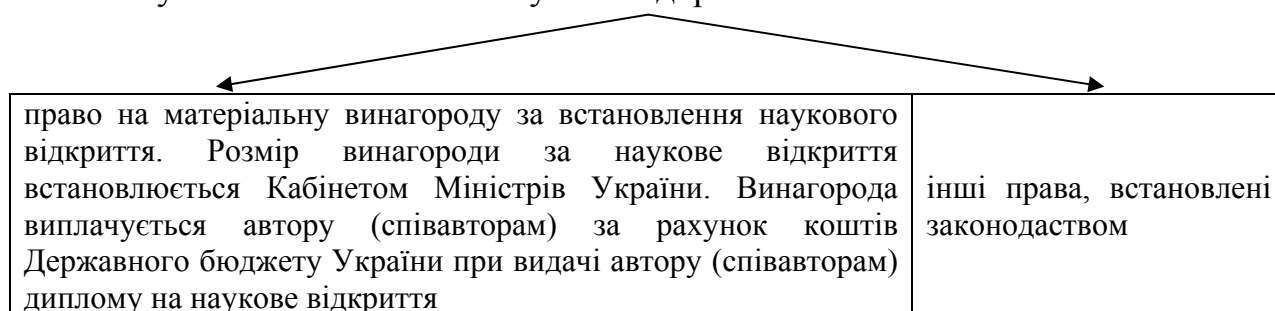 право на матеріальну винагороду за встановлення наукового
відкриття. Розмір винагороди за наукове відкриття
встановлюється Кабінетом Міністрів України. Винагорода
виплачується автору (співавторам) за рахунок коштів
Державного бюджету України при видачі автору (співавторам)
диплому на наукове відкриття
інші права, встановлені
законодаством